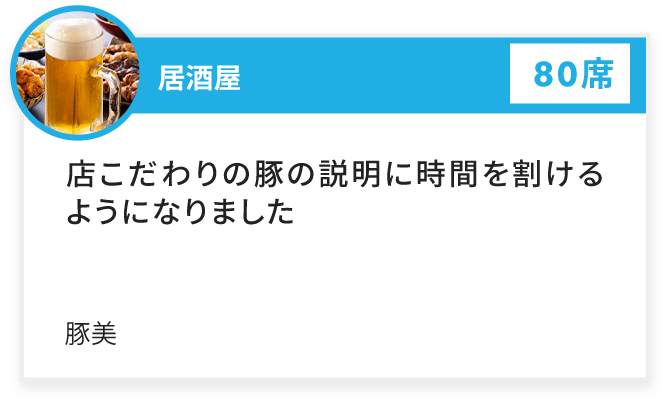 居酒屋
80席
店こだわりの豚の説明に時間を割ける
ようになりました
豚美